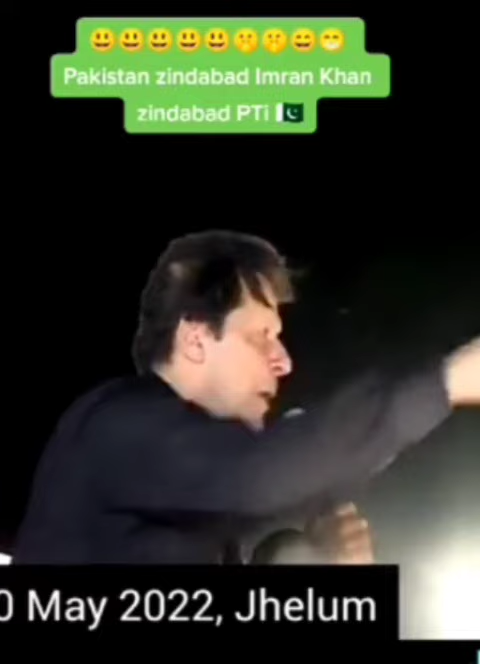 😃😃😃😃😃🤫🤫😄😁
Pakistan zindabad Imran Khan
zindabad PTi 🇵🇰
0 May 2022, Jhelum